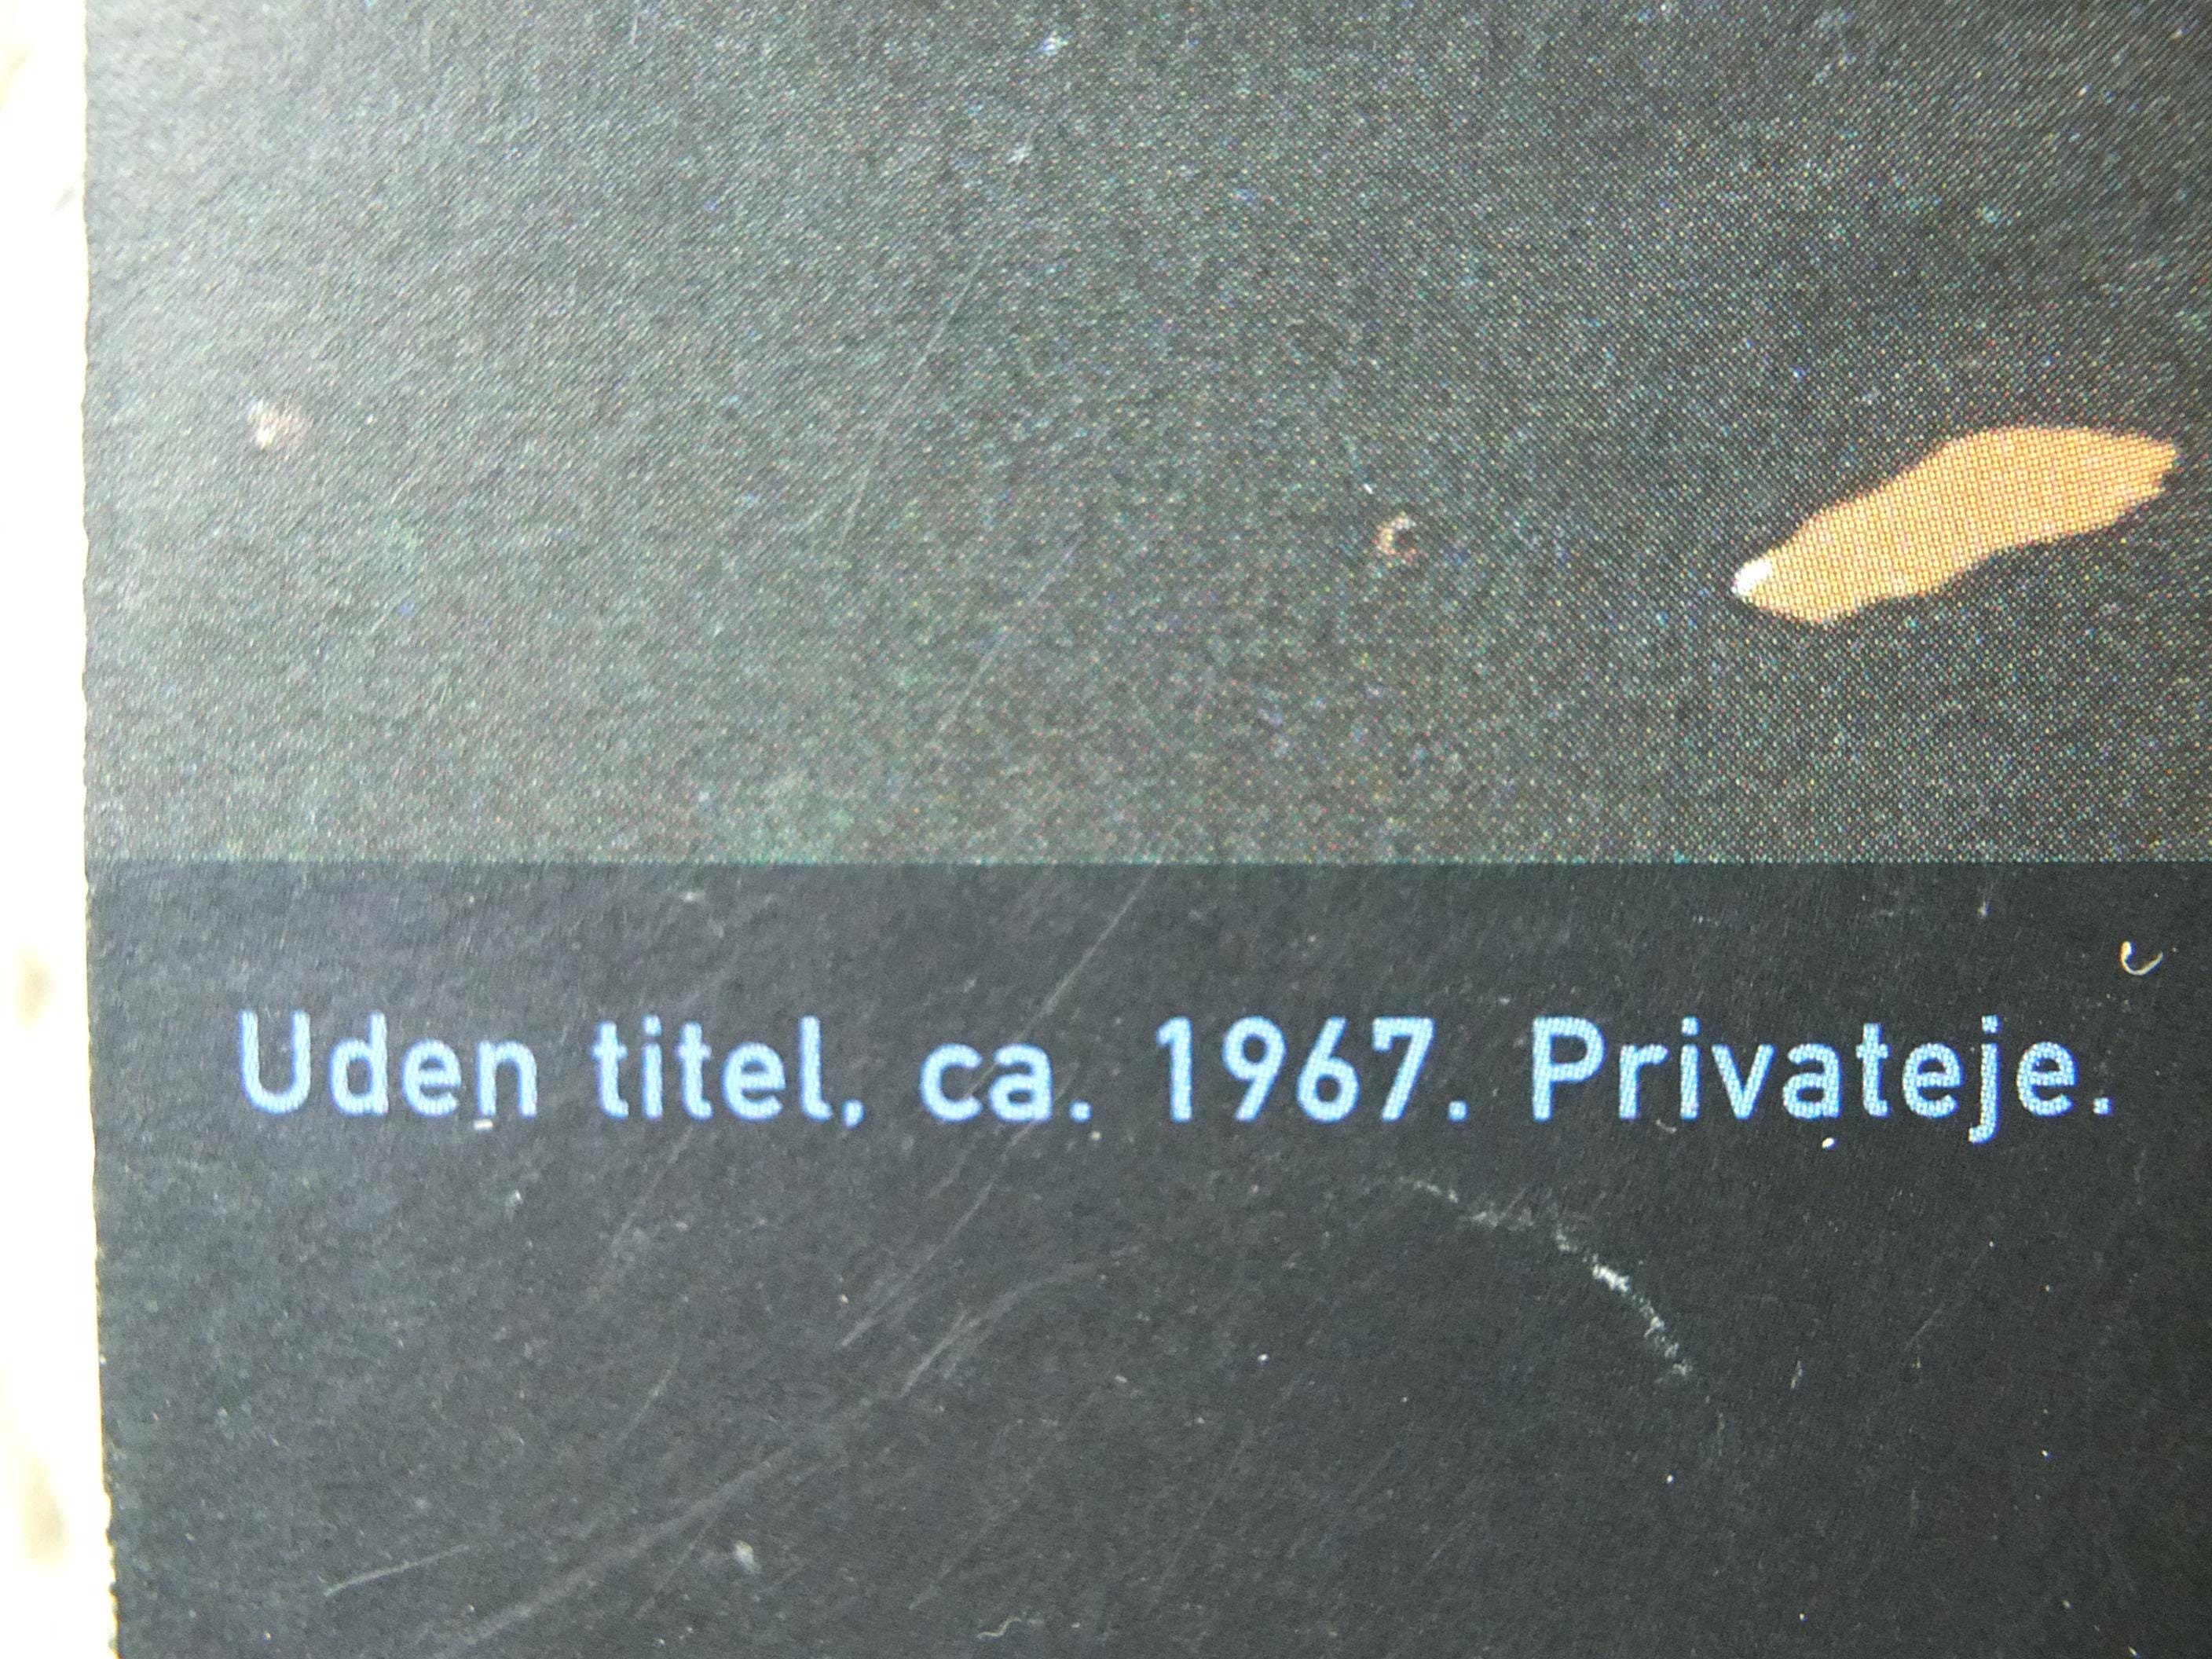 Uden titel, ca. 1967. Privateje.